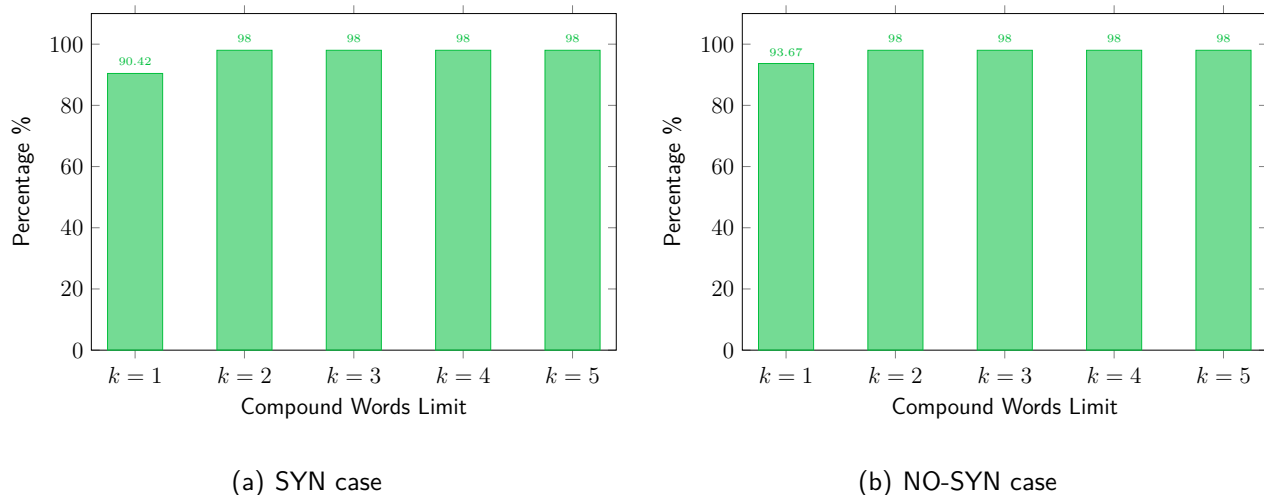 90.42 98 98 98 98
100
80
60
40
20
0
Percentage %
k = 1 k = 2 k = 3 k = 4 k = 5
Compound Words Limit
(a) SYN case
93.67 98 98 98 98
100
80
60
40
20
0
Percentage %
k = 1 k = 2 k = 3 k = 4 k = 5
Compound Words Limit
(b) NO-SYN case